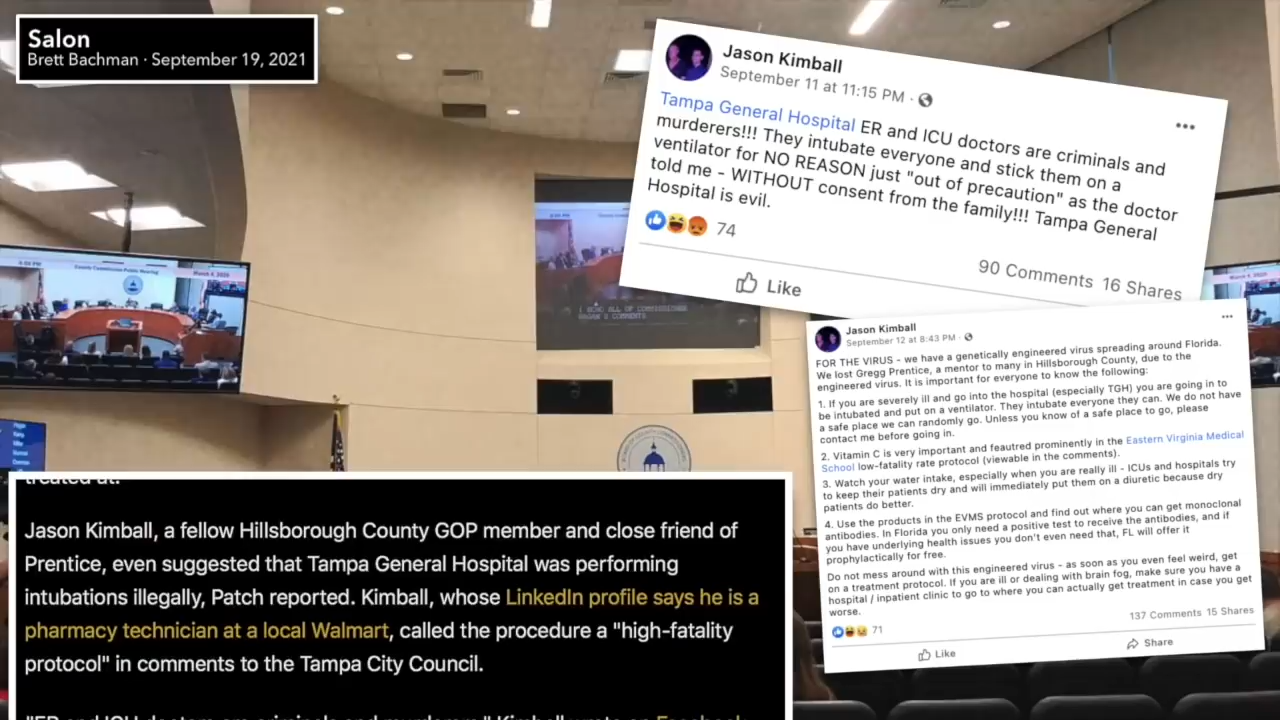 Salon
Brett Bachman · September 19, 2021
Jason Kimball
September 11 at 11:15 PM ·
Tampa General Hospital ER and ICU doctors are criminals and
murderers!!! They intubate everyone and stick them on a
ventilator for NO REASON just "out of precaution" as the doctor
told me - WITHOUT consent from the family!!! Tampa General
Hospital is evil.
74
90 Comments 16 Shares
Like
County Commission Public Hearing
March 4, 2020
Jason Kimball
September 12 at 8:43 PM ·
FOR THE VIRUS - we have a genetically engineered virus spreading around Florida.
We lost Gregg Prentice, a mentor to many in Hillsborough County, due to the
engineered virus. It is important for everyone to know the following:
1. If you are severely ill and go into the hospital (especially TGH) you are going in to
be intubated and put on a ventilator. They intubate everyone they can. We do not have
a safe place we can randomly go. Unless you know of a safe place to go, please
contact me before going in.
2. Vitamin C is very important and feautred prominently in the Eastern Virginia Medical
School low-fatality rate protocol (viewable in the comments).
3. Watch your water intake, especially when you are really ill - ICUs and hospitals try
to keep their patients dry and will immediately put them on a diuretic because dry
patients do better.
4. Use the products in the EVMS protocol and find out where you can get monoclonal
antibodies. In Florida you only need a positive test to receive the antibodies, and if
you have underlying health issues you don't even need that, FL will offer it
prophylactically for free.
Do not mess around with this engineered virus - as soon as you even feel weird, get
on a treatment protocol. If you are ill or dealing with brain fog, make sure you have a
hospital / inpatient clinic to go to where you can actually get treatment in case you get
worse.
71
137 Comments 15 Shares
Like
Share
treated at.
Jason Kimball, a fellow Hillsborough County GOP member and close friend of
Prentice, even suggested that Tampa General Hospital was performing
intubations illegally, Patch reported. Kimball, whose LinkedIn profile says he is a
pharmacy technician at a local Walmart, called the procedure a "high-fatality
protocol" in comments to the Tampa City Council.
"ER and ICU doctors are criminals and murderers," Kimball wrote on Facebook